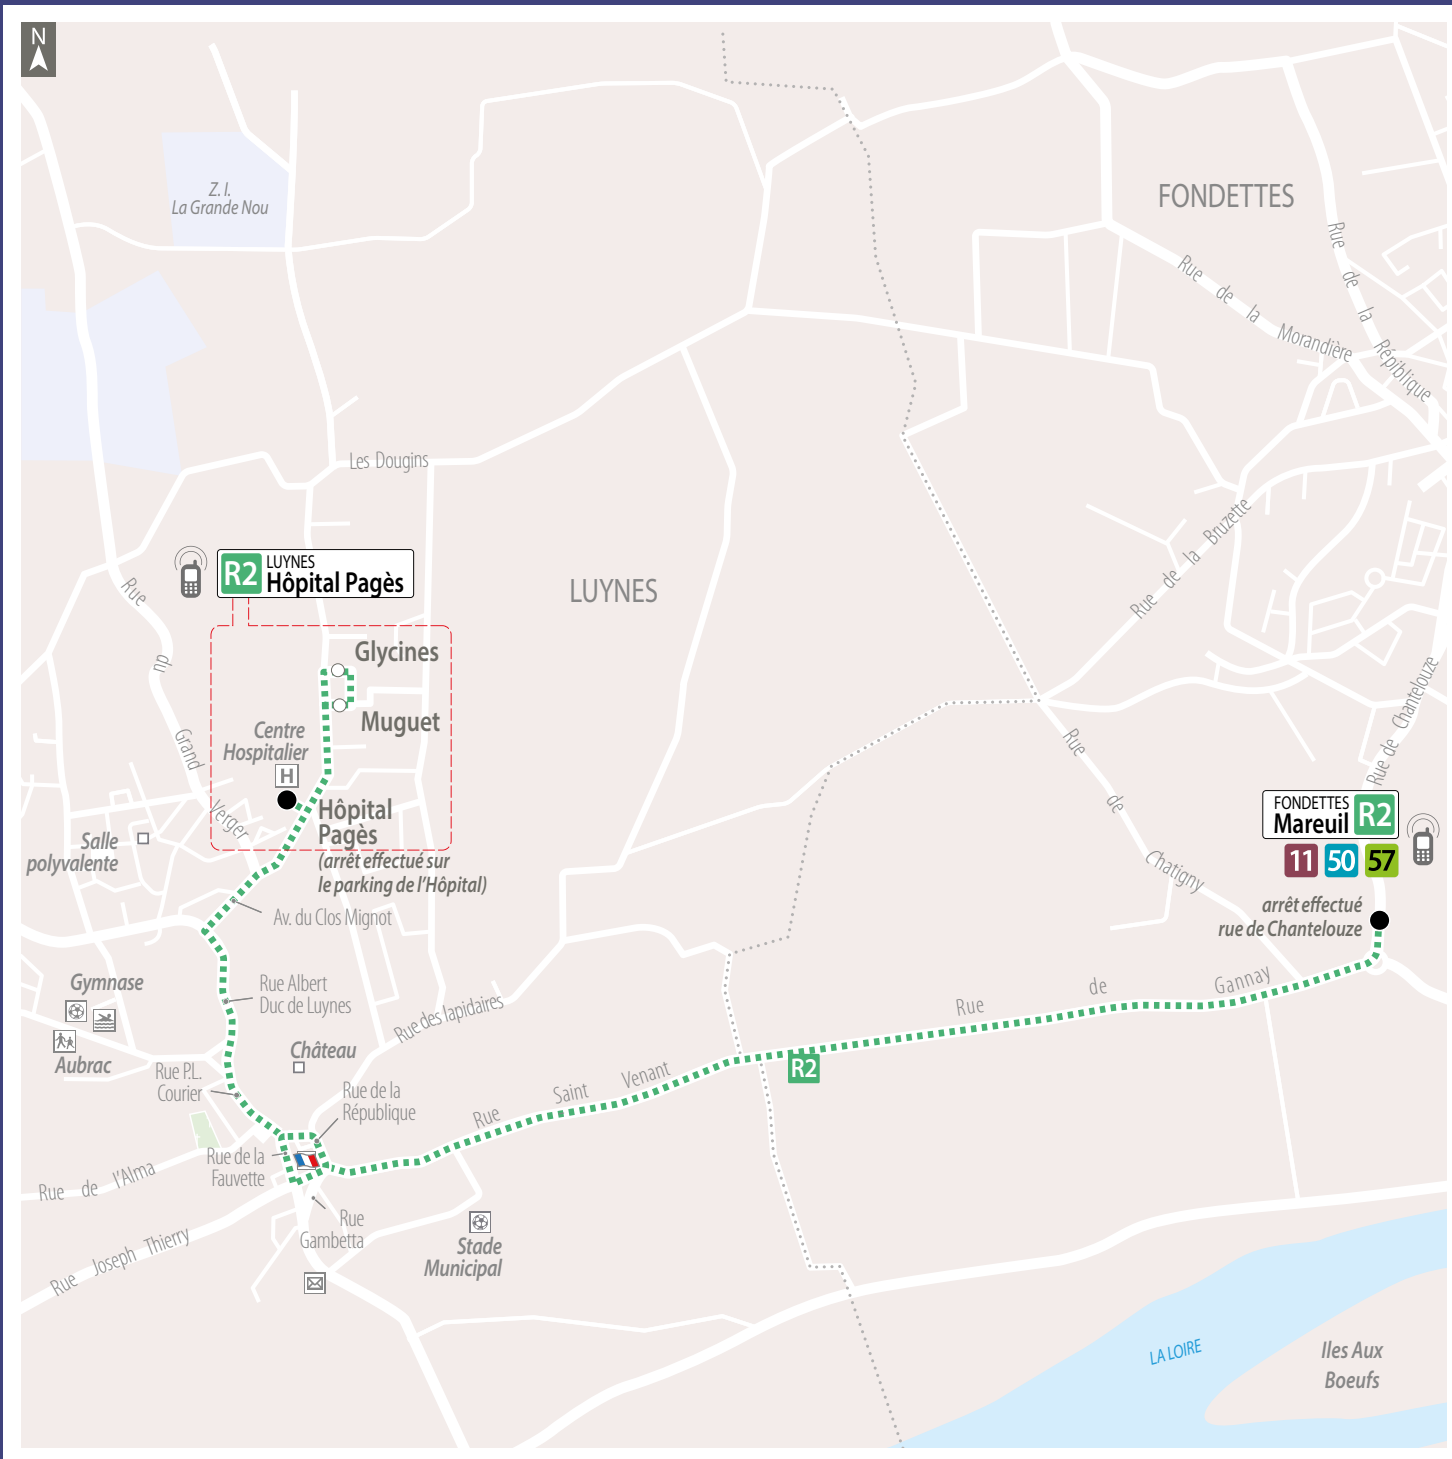 N
Z. I.
La Grande Nou
FONDETTES
Rue de la Morandière
Rue de la Répiblique
Les Dougins
R2 LUYNES
Hôpital Pagès
LUYNES
Rue de la Bruzette
Glycines
Muguet
Centre
Hospitalier
H
Hôpital
Pagès
(arrêt effectué sur
le parking de l'Hôpital)
Rue du Grand Verger
Salle
polyvalente
Av. du Clos Mignot
Rue de Chatigny
Rue de Chantelouze
FONDETTES
Mareuil R2
11 50 57
arrêt effectué
rue de Chantelouze
Gymnase
Aubrac
Rue Albert
Duc de Luynes
Rue des lapidaires
Château
Rue P.L.
Courier
Rue de la
République
Rue Saint Venant
R2
Rue de Gannay
Rue de la
Fauvette
Rue de l'Alma
Rue Joseph Thierry
Rue
Gambetta
Stade
Municipal
LA LOIRE
Iles Aux
Boeufs